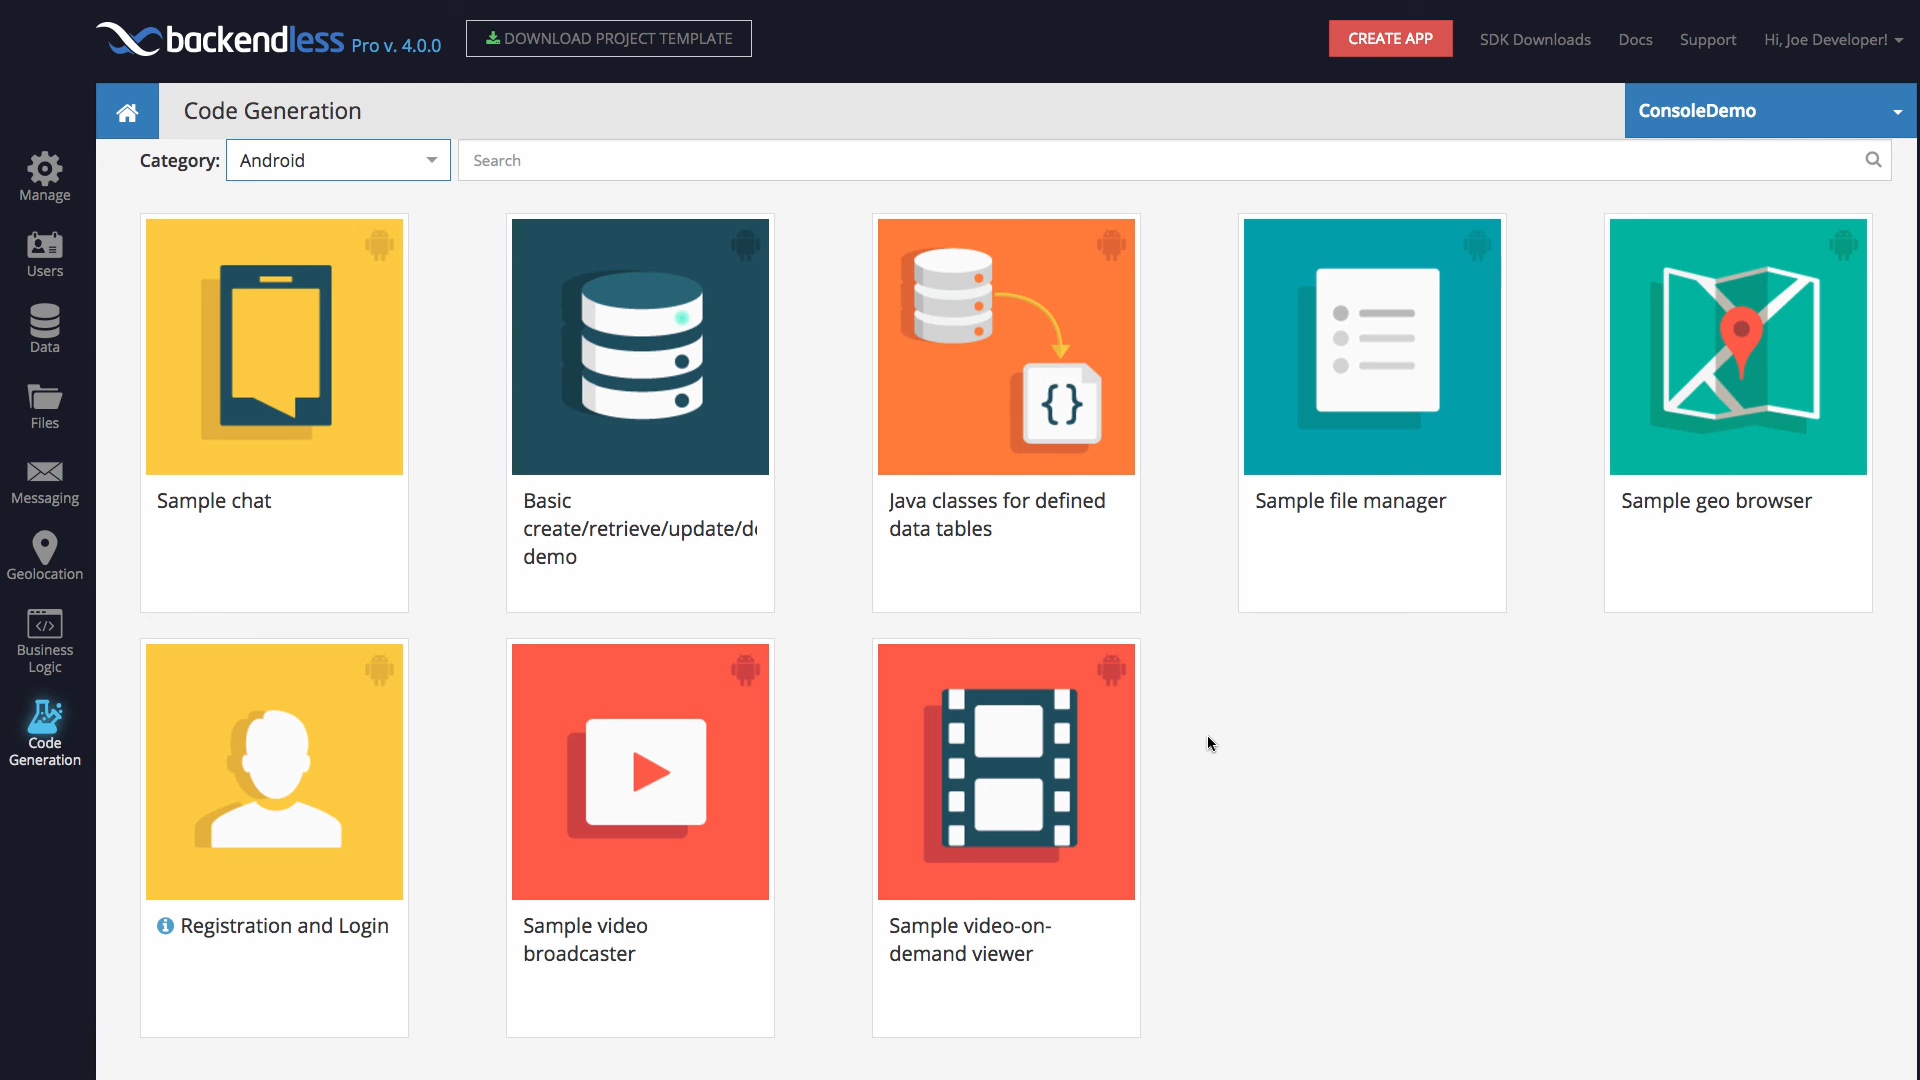 backendless Pro v. 4.0.0
DOWNLOAD PROJECT TEMPLATE
CREATE APP
SDK Downloads
Docs
Support
Hi, Joe Developer!
Code Generation
ConsoleDemo
Category:
Android
Search
Manage
Users
Data
Files
Messaging
Geolocation
Business
Logic
Code
Generation
Sample chat
Basic
create/retrieve/update/de
demo
Java classes for defined
data tables
{}
Sample file manager
Sample geo browser
Registration and Login
Sample video
broadcaster
Sample video-on-
demand viewer